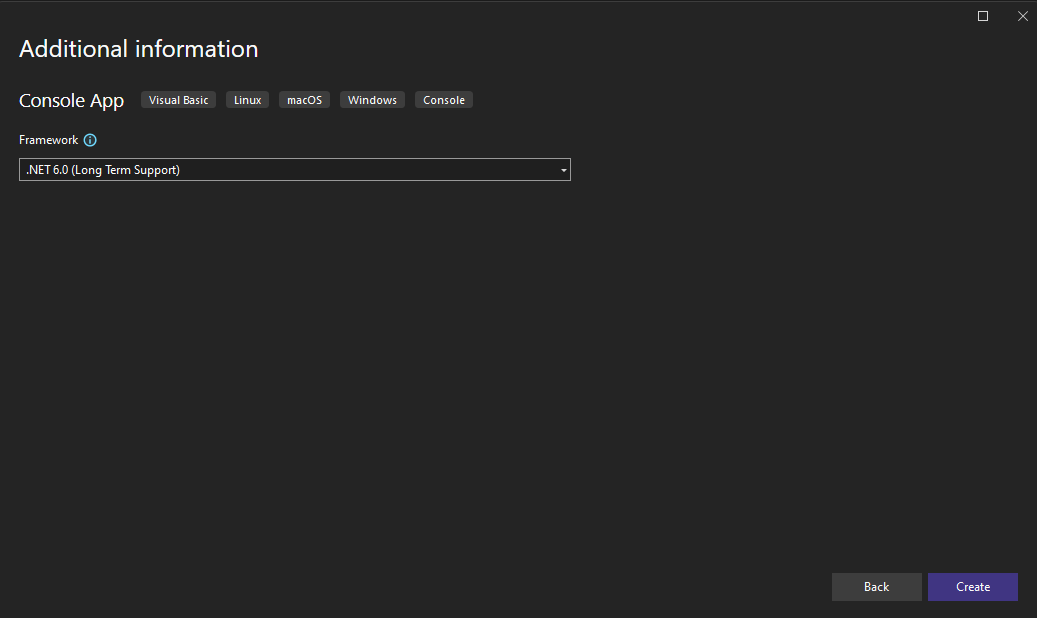 Additional information
Console App Visual Basic Linux macOS Windows Console
Framework
.NET 6.0 (Long Term Support)
Back Create